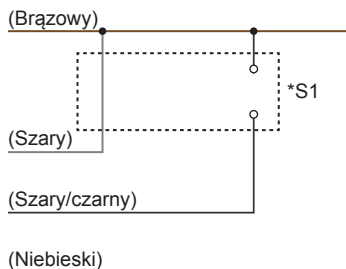 (Brązowy)
*S1
(Szary)
(Szary/czarny)
(Niebieski)